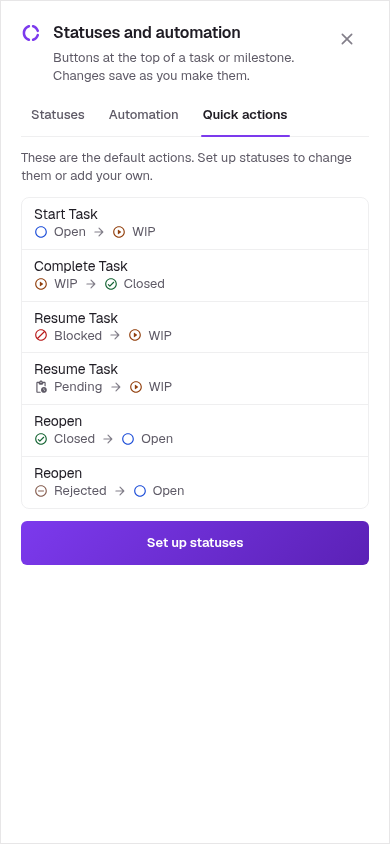 Statuses and automation
Buttons at the top of a task or milestone.
Changes save as you make them.
Statuses
Automation
Quick actions
These are the default actions. Set up statuses to change
them or add your own.
Start Task
Open → WIP
Complete Task
WIP → Closed
Resume Task
Blocked → WIP
Resume Task
Pending → WIP
Reopen
Closed → Open
Reopen
Rejected → Open
Set up statuses